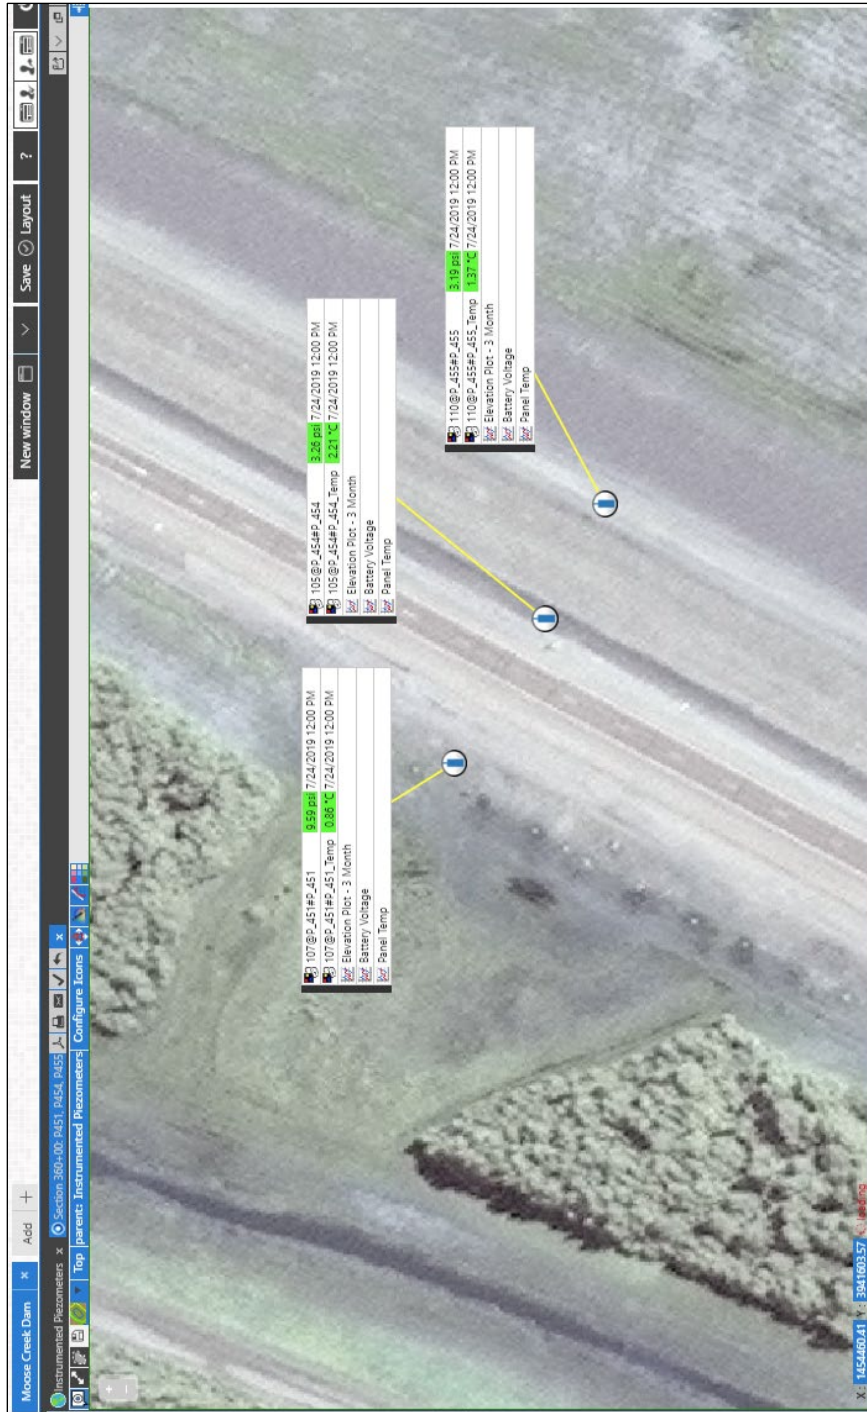 Moose Creek Dam × Add +
New window Save Layout ?
Instrumented Piezometers × Section 360+00: P451, P454, P455 ×
Top parent: Instrumented Piezometers Configure Icons
107@P_451#P_451 9.59 psi 7/24/2019 12:00 PM
107@P_451#P_451_Temp 0.86 °C 7/24/2019 12:00 PM
Elevation Plot - 3 Month
Battery Voltage
Panel Temp
105@P_454#P_454 3.26 psi 7/24/2019 12:00 PM
105@P_454#P_454_Temp 2.21 °C 7/24/2019 12:00 PM
Elevation Plot - 3 Month
Battery Voltage
Panel Temp
110@P_455#P_455 3.19 psi 7/24/2019 12:00 PM
110@P_455#P_455_Temp 1.37 °C 7/24/2019 12:00 PM
Elevation Plot - 3 Month
Battery Voltage
Panel Temp
X: 1454460.41 Y: 3941603.57